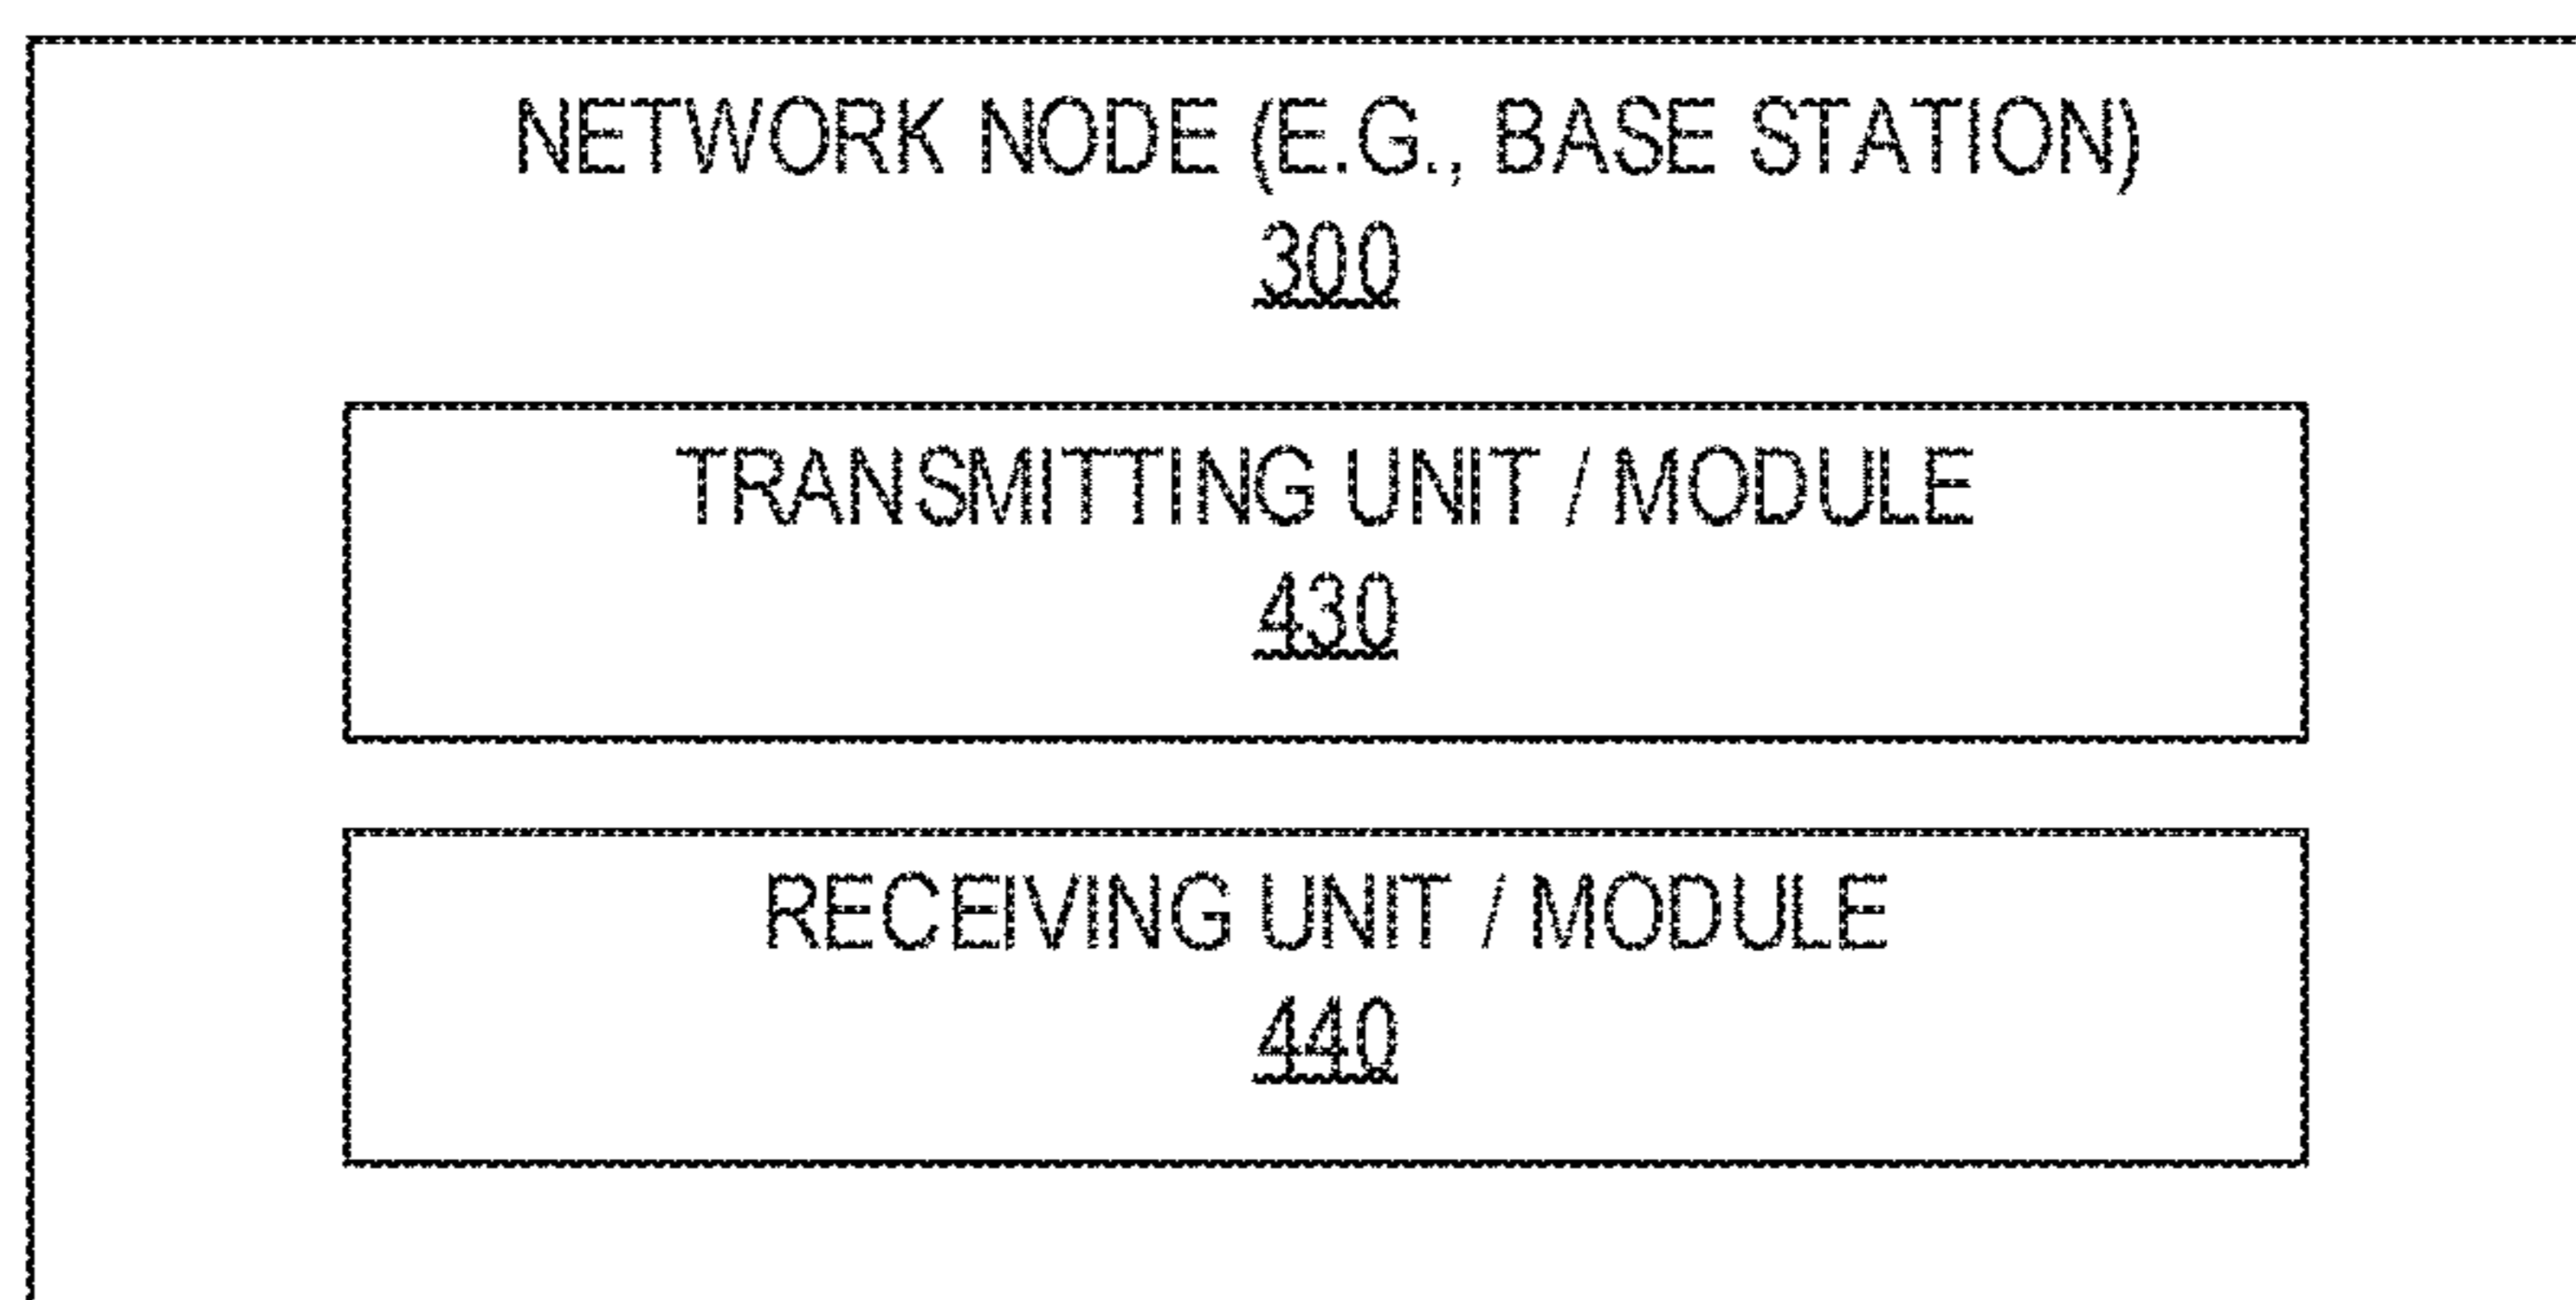 NETWORK NODE (E.G., BASE STATION)
300
TRANSMITTING UNIT / MODULE
430
RECEIVING UNIT / MODULE
440